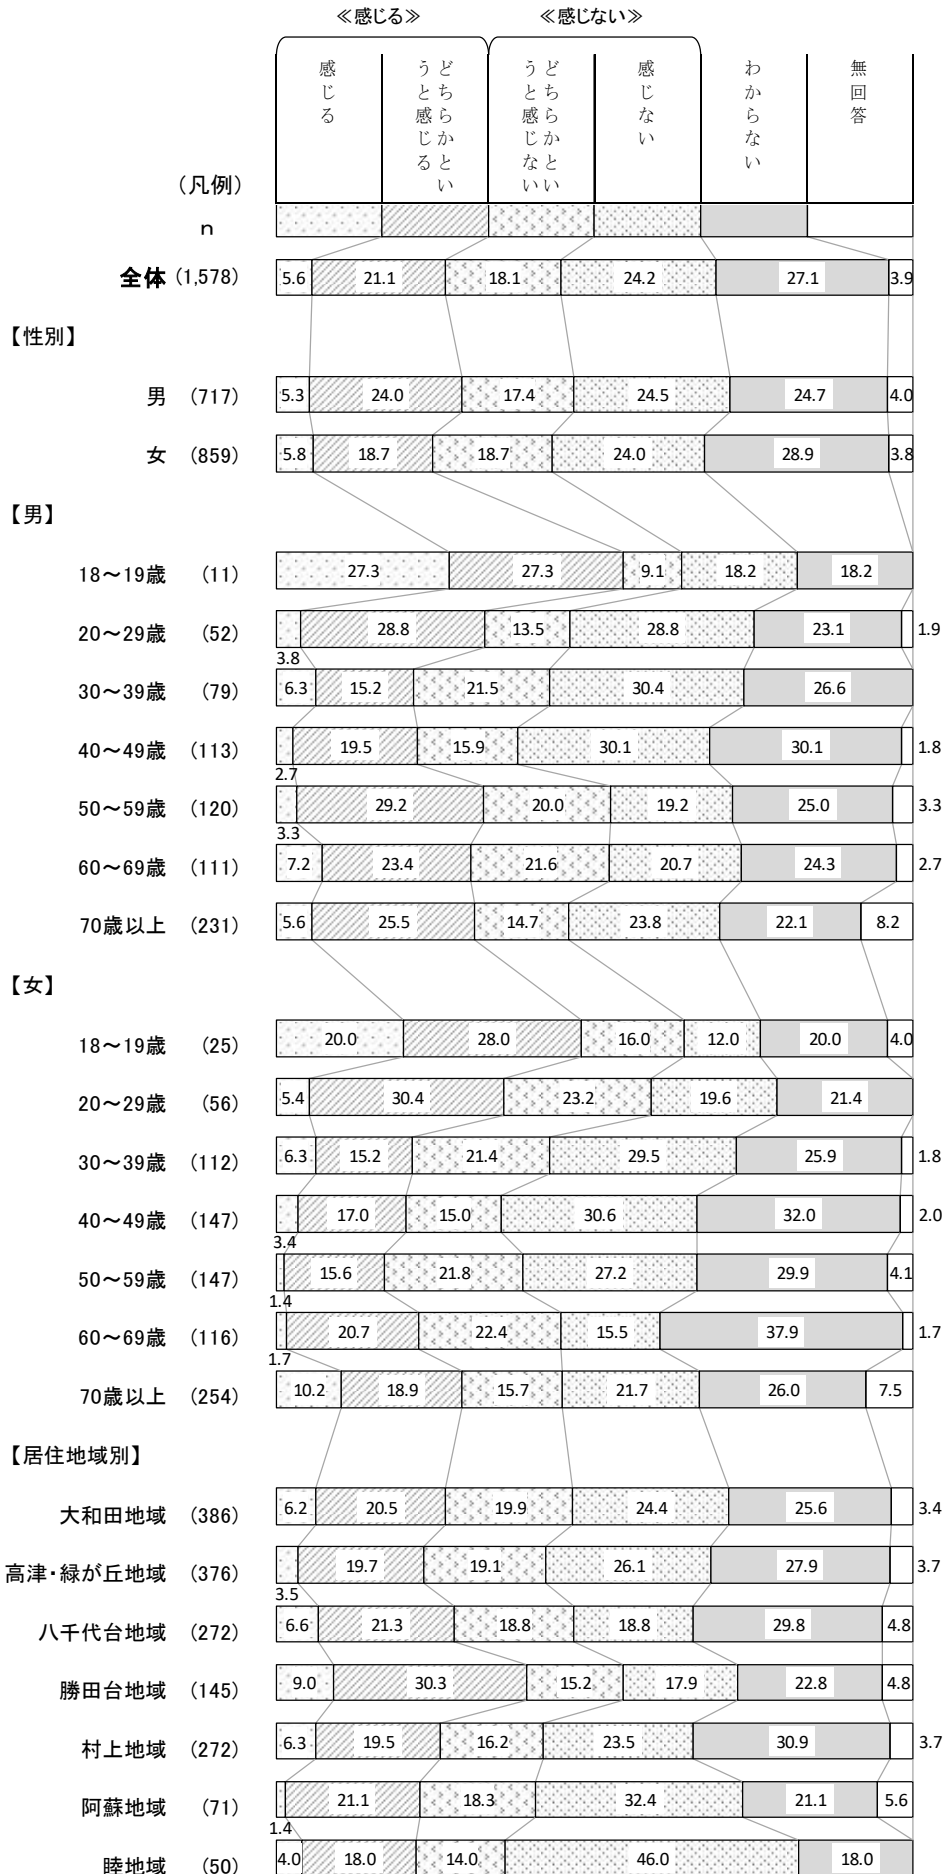 ≪感じる≫ ≪感じない≫
感じる
どちらかというと感じる
どちらかというと感じない
感じない
わからない
無回答
(凡例)
n
全体 (1,578) 5.6 21.1 18.1 24.2 27.1 3.9
【性別】
男 (717) 5.3 24.0 17.4 24.5 24.7 4.0
女 (859) 5.8 18.7 18.7 24.0 28.9 3.8
【男】
18～19歳 (11) 27.3 27.3 9.1 18.2 18.2
20～29歳 (52) 28.8 13.5 28.8 23.1 1.9
3.8
30～39歳 (79) 6.3 15.2 21.5 30.4 26.6
40～49歳 (113) 19.5 15.9 30.1 30.1 1.8
2.7
50～59歳 (120) 29.2 20.0 19.2 25.0 3.3
3.3
60～69歳 (111) 7.2 23.4 21.6 20.7 24.3 2.7
70歳以上 (231) 5.6 25.5 14.7 23.8 22.1 8.2
【女】
18～19歳 (25) 20.0 28.0 16.0 12.0 20.0 4.0
20～29歳 (56) 5.4 30.4 23.2 19.6 21.4
30～39歳 (112) 6.3 15.2 21.4 29.5 25.9 1.8
40～49歳 (147) 17.0 15.0 30.6 32.0 2.0
3.4
50～59歳 (147) 15.6 21.8 27.2 29.9 4.1
1.4
60～69歳 (116) 20.7 22.4 15.5 37.9 1.7
1.7
70歳以上 (254) 10.2 18.9 15.7 21.7 26.0 7.5
【居住地域別】
大和田地域 (386) 6.2 20.5 19.9 24.4 25.6 3.4
高津・緑が丘地域 (376) 19.7 19.1 26.1 27.9 3.7
3.5
八千代台地域 (272) 6.6 21.3 18.8 18.8 29.8 4.8
勝田台地域 (145) 9.0 30.3 15.2 17.9 22.8 4.8
村上地域 (272) 6.3 19.5 16.2 23.5 30.9 3.7
阿蘇地域 (71) 21.1 18.3 32.4 21.1 5.6
1.4
睦地域 (50) 4.0 18.0 14.0 46.0 18.0